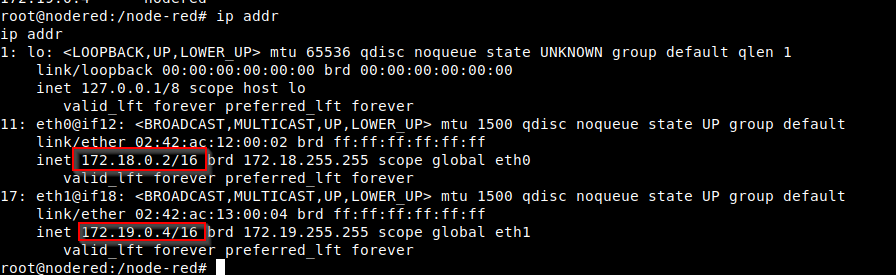 172.19.0.4      nodered
root@nodered:/node-red# ip addr
ip addr
1: lo: <LOOPBACK,UP,LOWER_UP> mtu 65536 qdisc noqueue state UNKNOWN group default qlen 1
    link/loopback 00:00:00:00:00:00 brd 00:00:00:00:00:00
    inet 127.0.0.1/8 scope host lo
       valid_lft forever preferred_lft forever
11: eth0@if12: <BROADCAST,MULTICAST,UP,LOWER_UP> mtu 1500 qdisc noqueue state UP group default
    link/ether 02:42:ac:12:00:02 brd ff:ff:ff:ff:ff:ff
    inet 172.18.0.2/16 brd 172.18.255.255 scope global eth0
       valid_lft forever preferred_lft forever
17: eth1@if18: <BROADCAST,MULTICAST,UP,LOWER_UP> mtu 1500 qdisc noqueue state UP group default
    link/ether 02:42:ac:13:00:04 brd ff:ff:ff:ff:ff:ff
    inet 172.19.0.4/16 brd 172.19.255.255 scope global eth1
       valid_lft forever preferred_lft forever
root@nodered:/node-red#